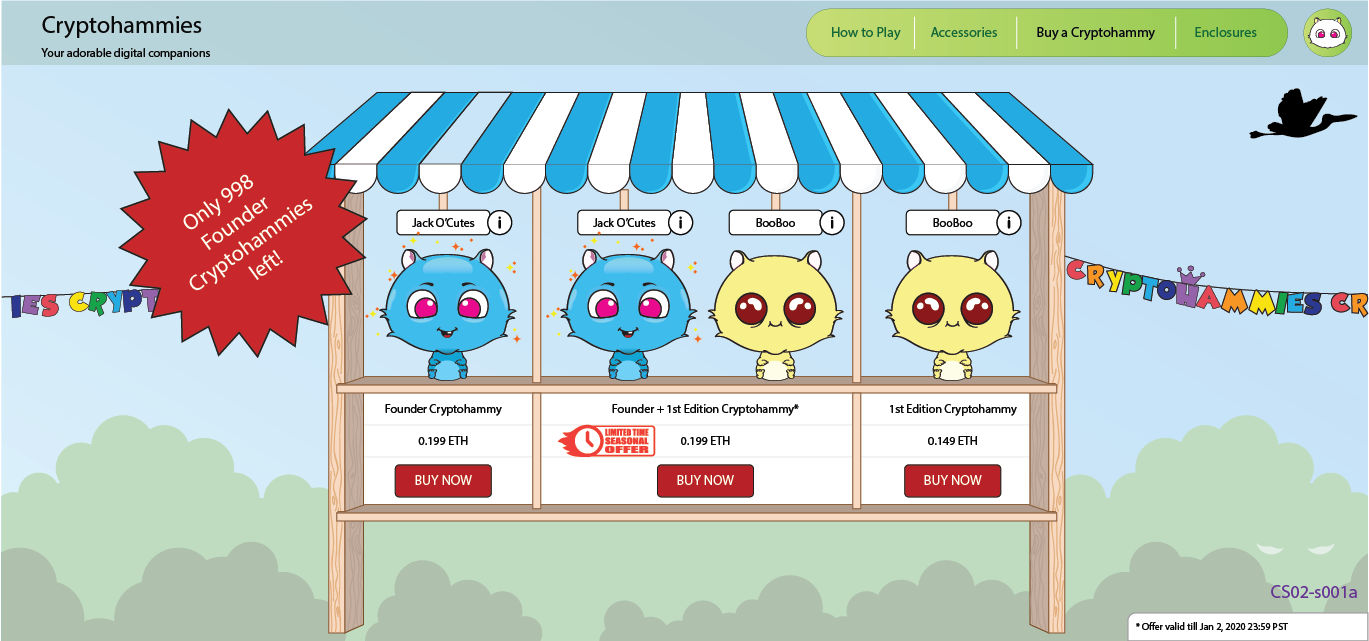 Cryptohammies
Your adorable digital companions
How to Play
Accessories
Buy a Cryptohammy
Enclosures
Only 998
Founder
Cryptohammies
left!
Jack O'Cutes i
Jack O'Cutes i
BooBoo i
BooBoo i
IES CRYPT
CRYPTOHAMMIES CR
Founder Cryptohammy
Founder + 1st Edition Cryptohammy*
1st Edition Cryptohammy
0.199 ETH
LIMITED TIME
SEASONAL
OFFER
0.199 ETH
0.149 ETH
BUY NOW
BUY NOW
BUY NOW
CS02-s001a
* Offer valid till Jan 2, 2020 23:59 PST